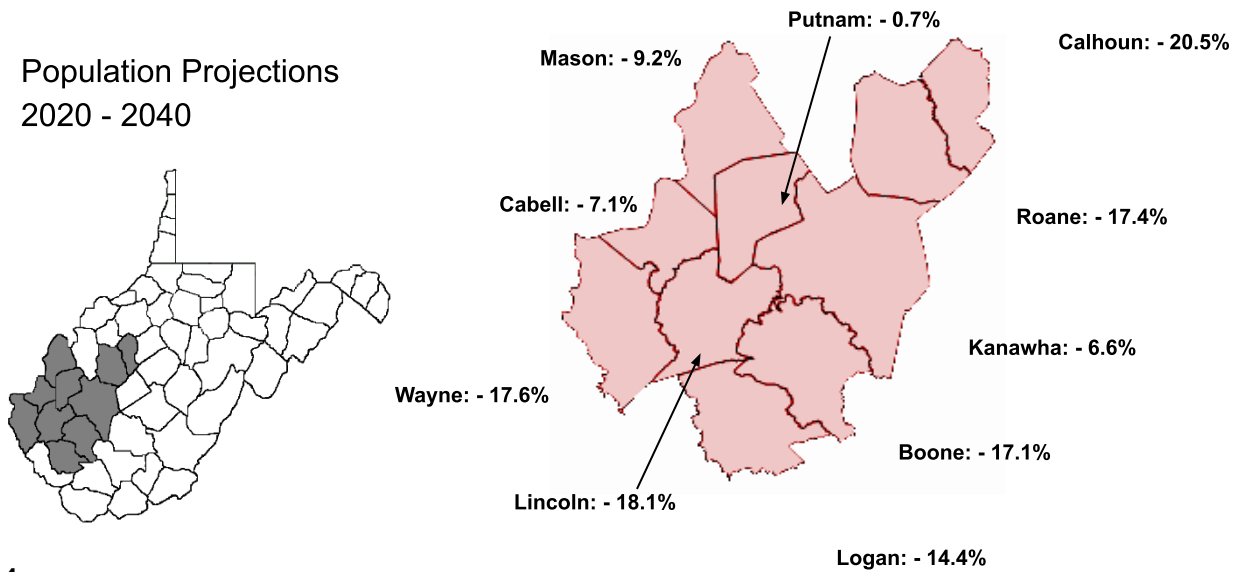 Population Projections
2020 - 2040
Putnam: - 0.7%
Mason: - 9.2%
Calhoun: - 20.5%
Cabell: - 7.1%
Roane: - 17.4%
Kanawha: - 6.6%
Wayne: - 17.6%
Boone: - 17.1%
Lincoln: - 18.1%
Logan: - 14.4%